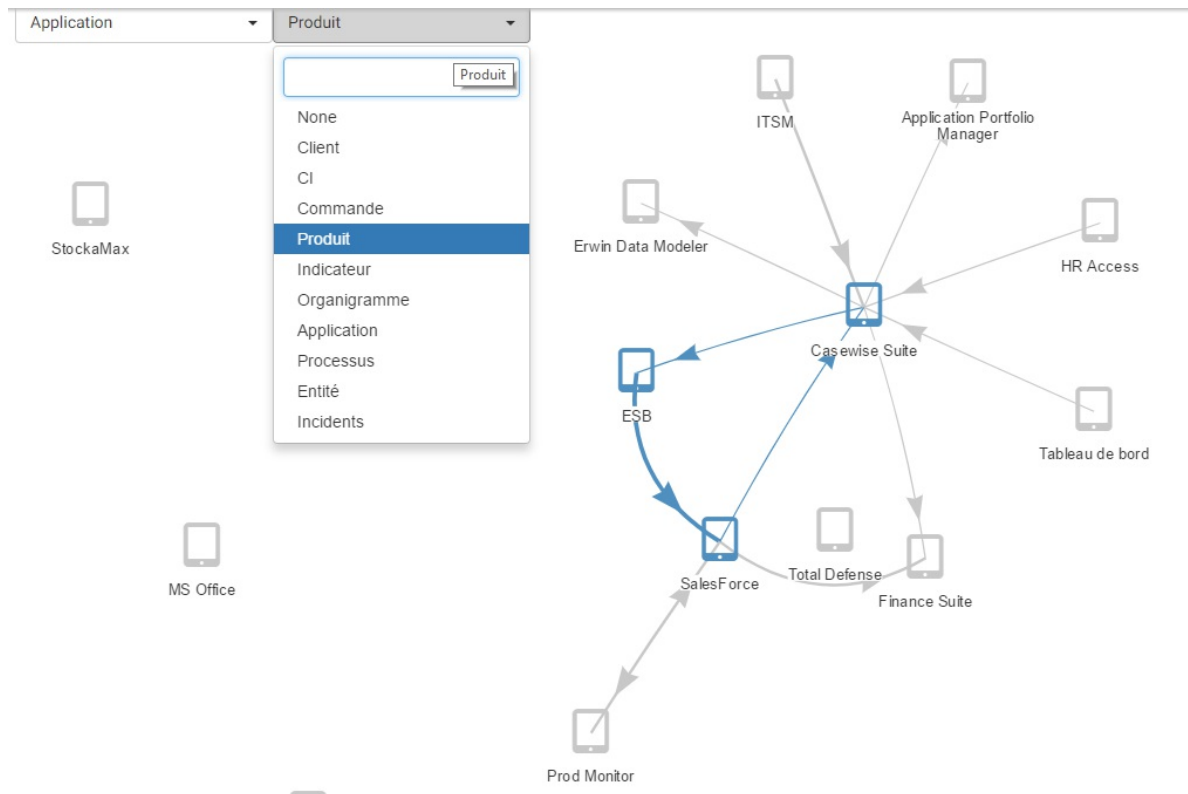 Application
Produit
Produit
None
Client
CI
Commande
Produit
Indicateur
Organigramme
Application
Processus
Entité
Incidents
ITSM
Application Portfolio
Manager
StockaMax
Erwin Data Modeler
HR Access
Casewise Suite
ESB
Tableau de bord
MS Office
SalesForce
Total Defense
Finance Suite
Prod Monitor